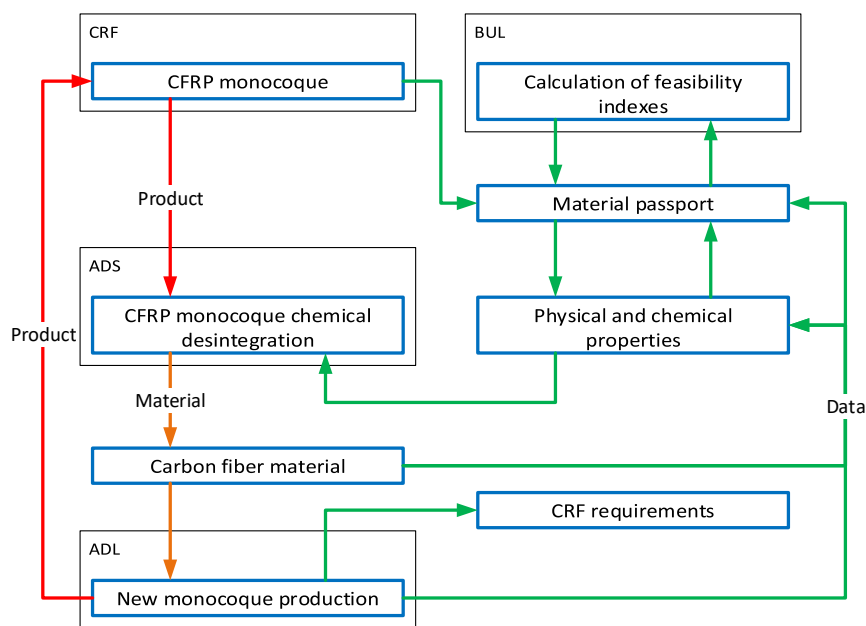 CRF
CFRP monocoque
BUL
Calculation of feasibility
indexes
Product
Material passport
ADS
CFRP monocoque chemical
desintegration
Physical and chemical
properties
Product
Material
Data
Carbon fiber material
CRF requirements
ADL
New monocoque production